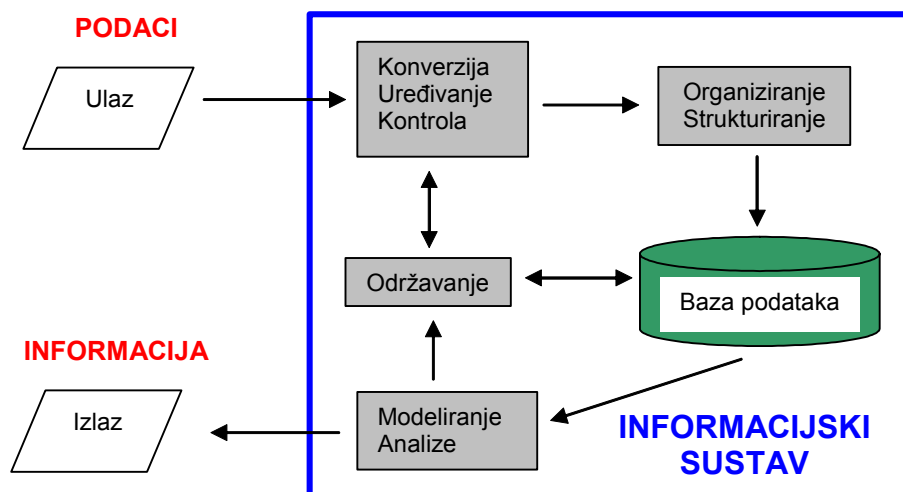 PODACI
Ulaz
Konverzija
Uređivanje
Kontrola
Organiziranje
Strukturiranje
Održavanje
Baza podataka
INFORMACIJA
Izlaz
Modeliranje
Analize
INFORMACIJSKI
SUSTAV